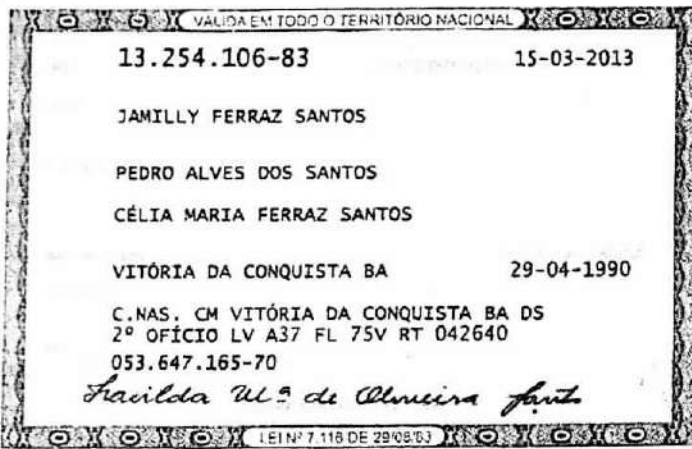 VÁLIDA EM TODO O TERRITÓRIO NACIONAL
13.254.106-83 15-03-2013
JAMILLY FERRAZ SANTOS
PEDRO ALVES DOS SANTOS
CÉLIA MARIA FERRAZ SANTOS
VITÓRIA DA CONQUISTA BA 29-04-1990
C.NAS. CM VITÓRIA DA CONQUISTA BA DS
2º OFÍCIO LV A37 FL 75V RT 042640
053.647.165-70
Mª de Oliveira
LEI Nº 7.116 DE 29/08/83